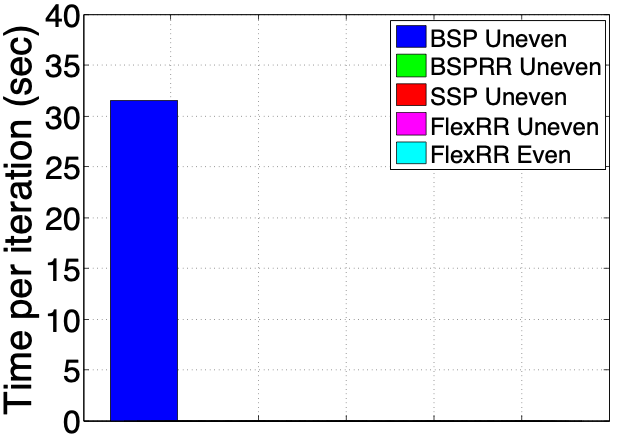 Time per iteration (sec)
40
35
30
25
20
15
10
5
0
BSP Uneven
BSPRR Uneven
SSP Uneven
FlexRR Uneven
FlexRR Even